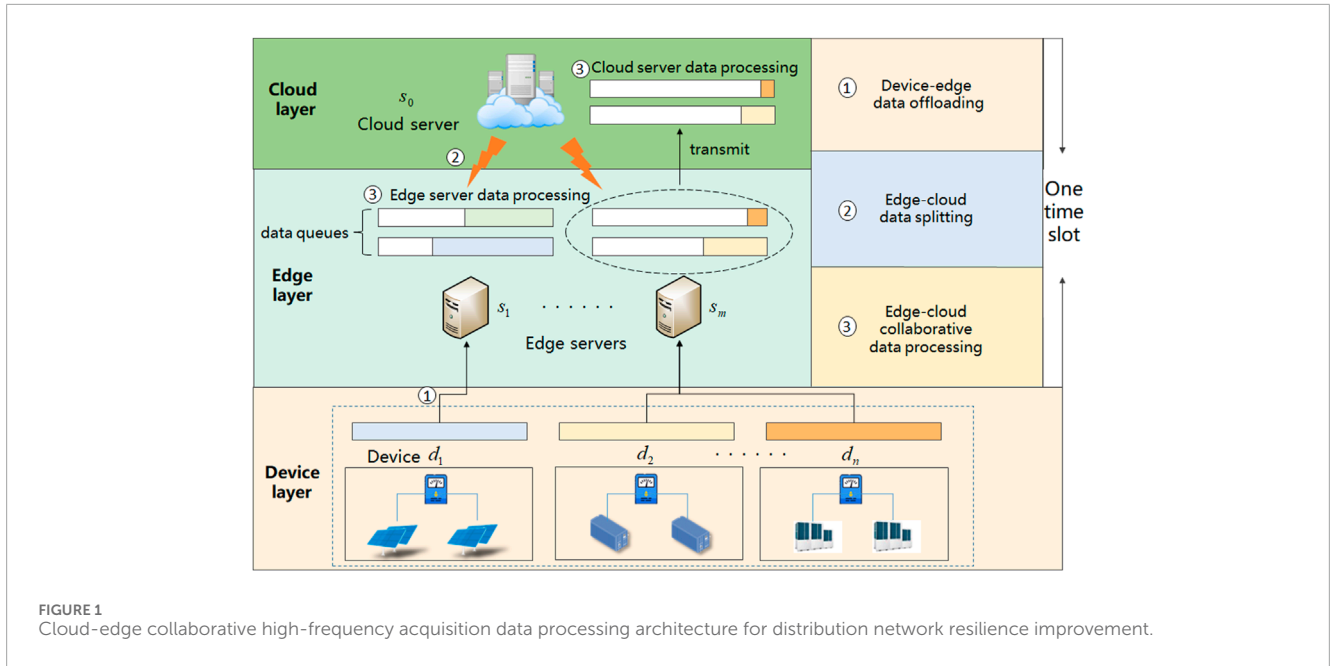 Cloud
layer
s₀
Cloud server
③ Cloud server data processing
②
transmit
③ Edge server data processing
data queues
Edge
layer
s₁
· · · · · ·
sₘ
Edge servers
①
Device
layer
Device d₁
d₂
· · · · · ·
dₙ
① Device-edge
data offloading
② Edge-cloud
data splitting
③ Edge-cloud
collaborative
data processing
One
time
slot
FIGURE 1
Cloud-edge collaborative high-frequency acquisition data processing architecture for distribution network resilience improvement.